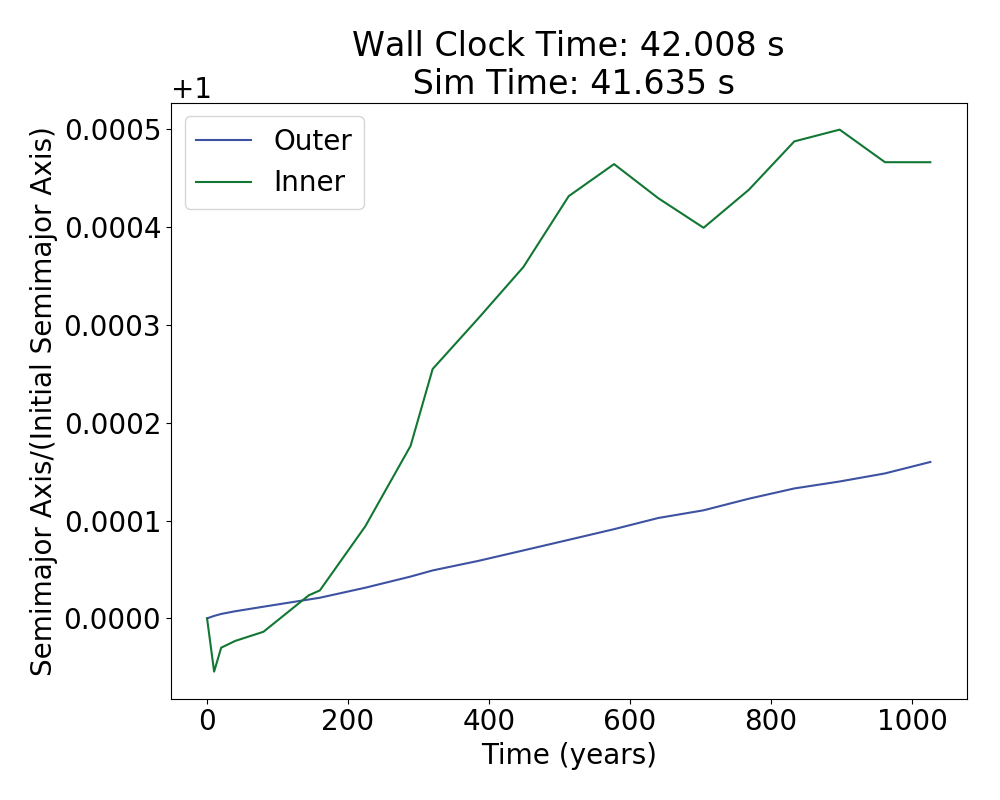 Wall Clock Time: 42.008 s
Sim Time: 41.635 s
+1
0.0005
0.0004
0.0003
0.0002
0.0001
0.0000
Semimajor Axis/(Initial Semimajor Axis)
Outer
Inner
0
200
400
600
800
1000
Time (years)